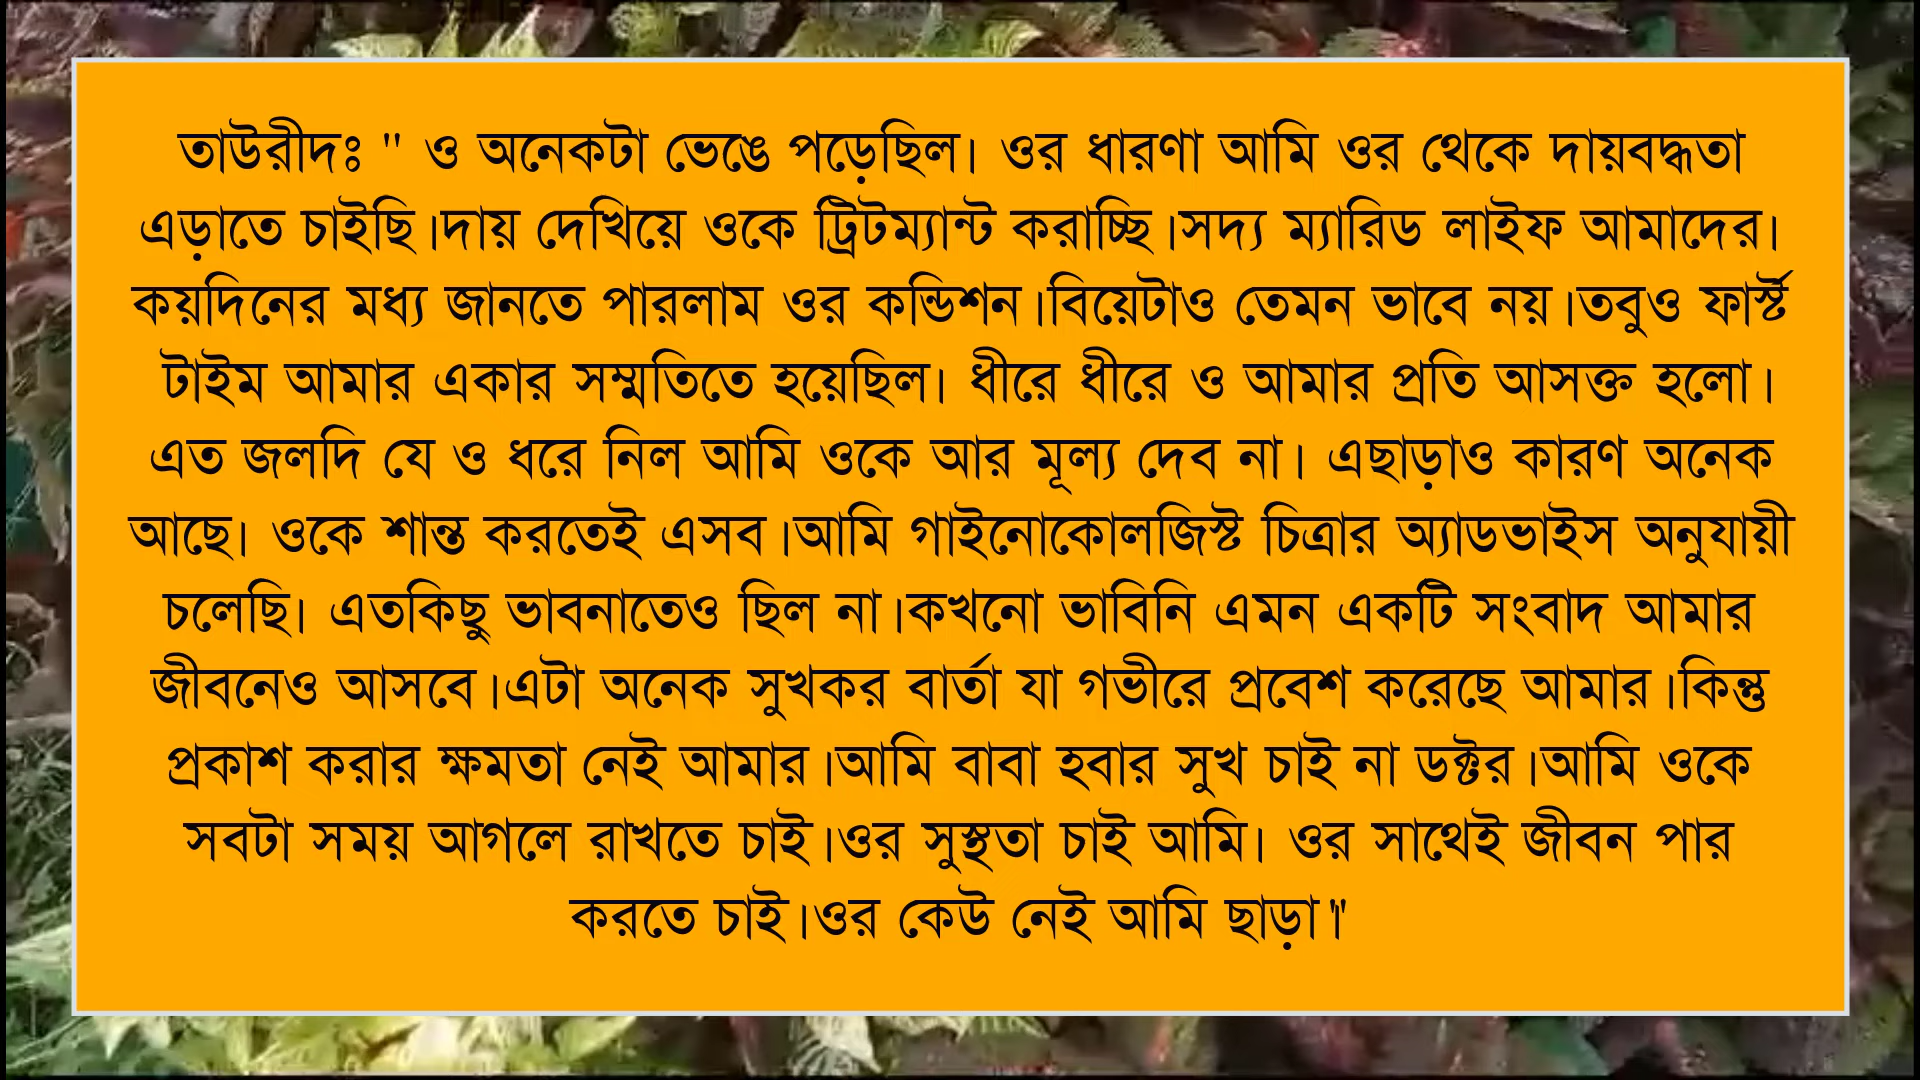 তাউরীদঃ " ও অনেকটা ভেঙে পড়েছিল। ওর ধারণা আমি ওর থেকে দায়বদ্ধতা
এড়াতে চাইছি।দায় দেখিয়ে ওকে ট্রিটম্যান্ট করাচ্ছি।সদ্য ম্যারিড লাইফ আমাদের।
কয়দিনের মধ্য জানতে পারলাম ওর কন্ডিশন।বিয়েটাও তেমন ভাবে নয়।তবুও ফার্স্ট
টাইম আমার একার সম্মতিতে হয়েছিল। ধীরে ধীরে ও আমার প্রতি আসক্ত হলো।
এত জলদি যে ও ধরে নিল আমি ওকে আর মূল্য দেব না। এছাড়াও কারণ অনেক
আছে। ওকে শান্ত করতেই এসব।আমি গাইনোকোলজিস্ট চিত্রার অ্যাডভাইস অনুযায়ী
চলেছি। এতকিছু ভাবনাতেও ছিল না।কখনো ভাবিনি এমন একটি সংবাদ আমার
জীবনেও আসবে।এটা অনেক সুখকর বার্তা যা গভীরে প্রবেশ করেছে আমার।কিন্তু
প্রকাশ করার ক্ষমতা নেই আমার।আমি বাবা হবার সুখ চাই না ডক্টর।আমি ওকে
সবটা সময় আগলে রাখতে চাই।ওর সুস্থতা চাই আমি। ওর সাথেই জীবন পার
করতে চাই।ওর কেউ নেই আমি ছাড়া।"